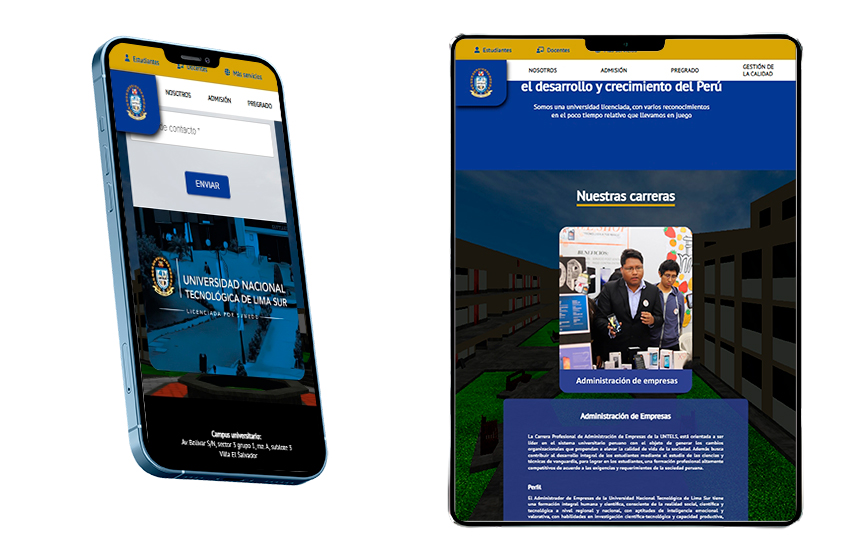 Estudiantes
Docentes
Más servicios
NOSOTROS
ADMISIÓN
PREGRADO
de contacto *
ENVIAR
UNIVERSIDAD NACIONAL
TECNOLÓGICA DE LIMA SUR
LICENCIADA POR SUNEDU
Campus universitario:
Av. Bolívar S/N, sector 3 grupo 1, mz. A, sublote 3
Villa El Salvador
Estudiantes
Docentes
NOSOTROS
ADMISIÓN
PREGRADO
GESTIÓN DE
LA CALIDAD
el desarrollo y crecimiento del Perú
Somos una universidad licenciada, con varios reconocimientos
en el poco tiempo relativo que llevamos en juego
Nuestras carreras
BENEFICIOS
Administración de empresas
Administración de Empresas
La Carrera Profesional de Administración de Empresas de la UNTELS, está orientada a ser
líder en el sistema universitario peruano con el objeto de generar los cambios
organizacionales que propendan a elevar la calidad de vida de la sociedad. Además busca
contribuir al desarrollo integral de los estudiantes mediante el estudio de las ciencias y
técnicas de vanguardia, para lograr en los estudiantes, una formación profesional altamente
competitivos de acuerdo a las exigencias y requerimientos de la sociedad peruana.
Perfil
El Administrador de Empresas de la Universidad Nacional Tecnológica de Lima Sur tiene
una formación integral humana y científica, consciente de la realidad social, científica y
tecnológica a nivel regional y nacional, con aptitudes de inteligencia emocional y
valorativa, con habilidades en investigación científica-tecnológica y capacidad productiva,